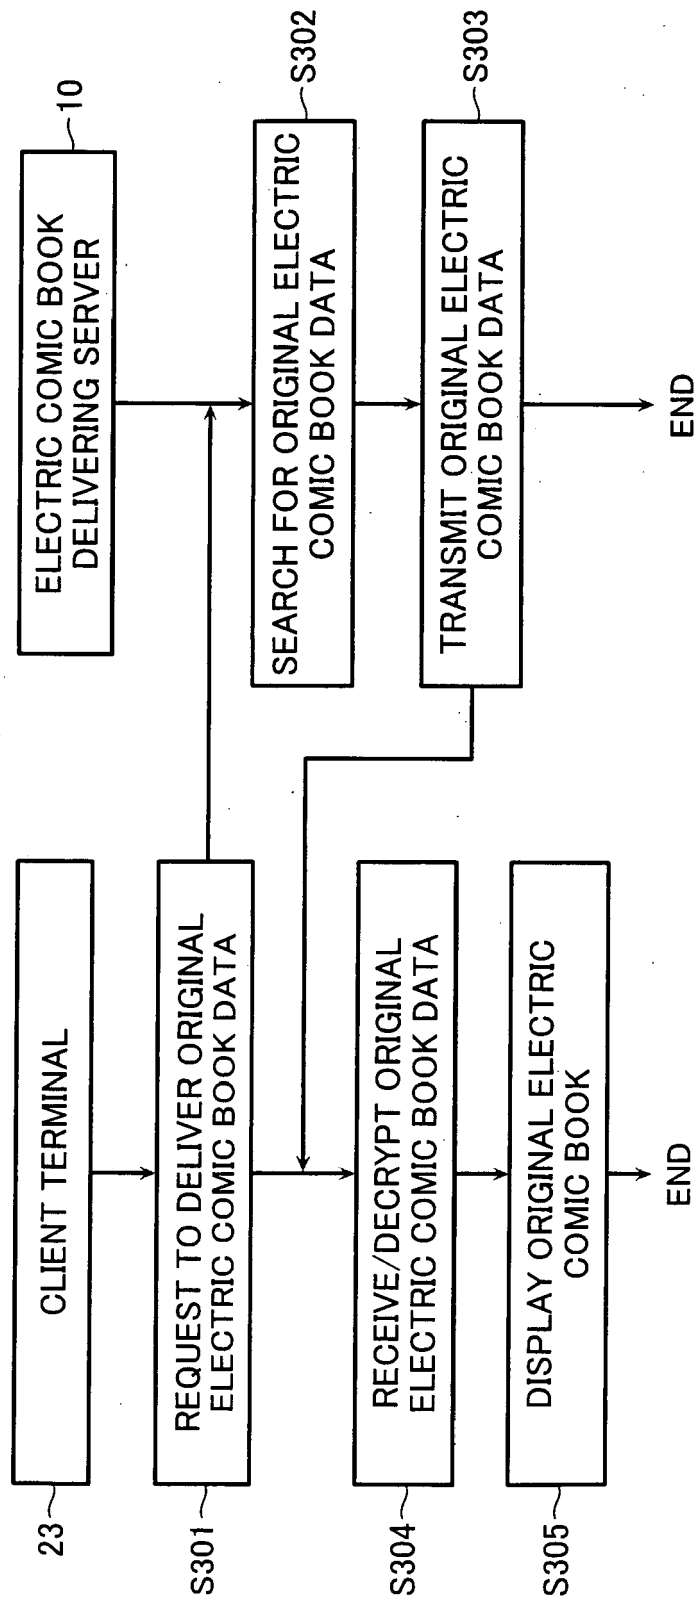 CLIENT TERMINAL
23
REQUEST TO DELIVER ORIGINAL
ELECTRIC COMIC BOOK DATA
S301
RECEIVE/DECRYPT ORIGINAL
ELECTRIC COMIC BOOK DATA
S304
DISPLAY ORIGINAL ELECTRIC
COMIC BOOK
S305
END
ELECTRIC COMIC BOOK
DELIVERING SERVER
10
SEARCH FOR ORIGINAL ELECTRIC
COMIC BOOK DATA
S302
TRANSMIT ORIGINAL ELECTRIC
COMIC BOOK DATA
S303
END